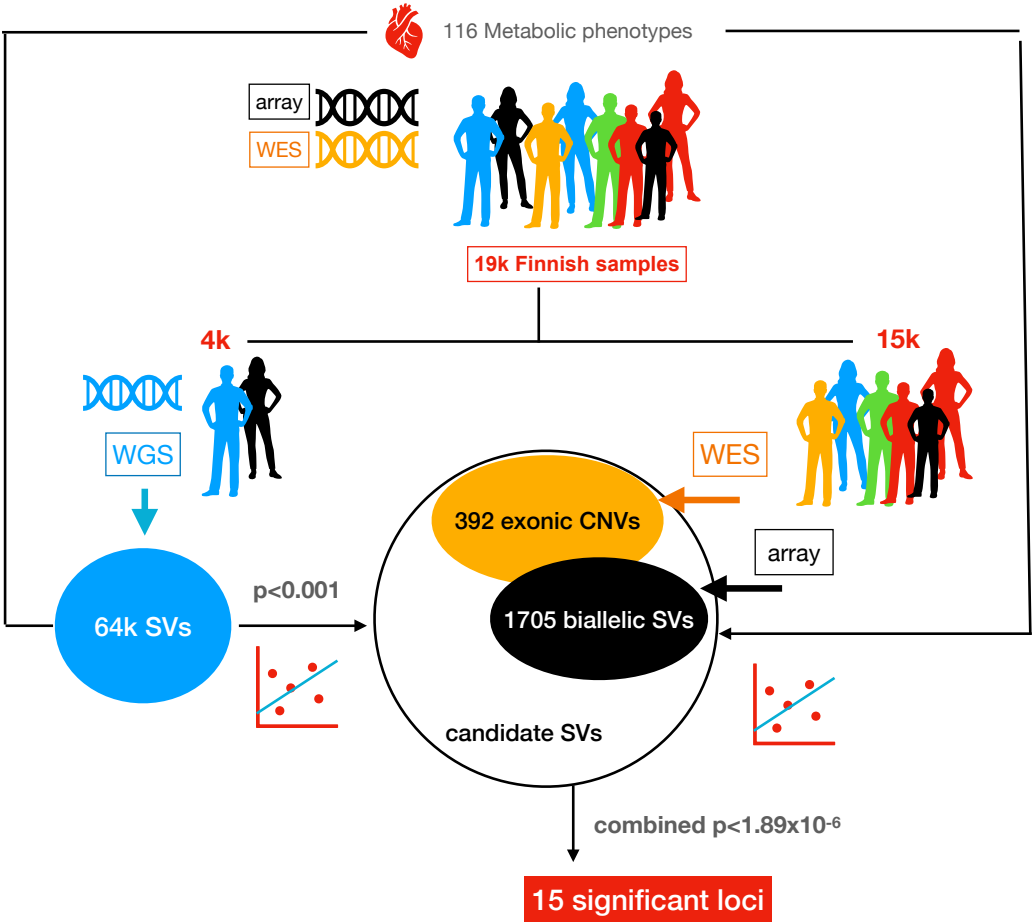 116 Metabolic phenotypes
array
WES
19k Finnish samples
4k
15k
WGS
WES
392 exonic CNVs
array
p<0.001
64k SVs
1705 biallelic SVs
candidate SVs
combined p<1.89x10⁻⁶
15 significant loci